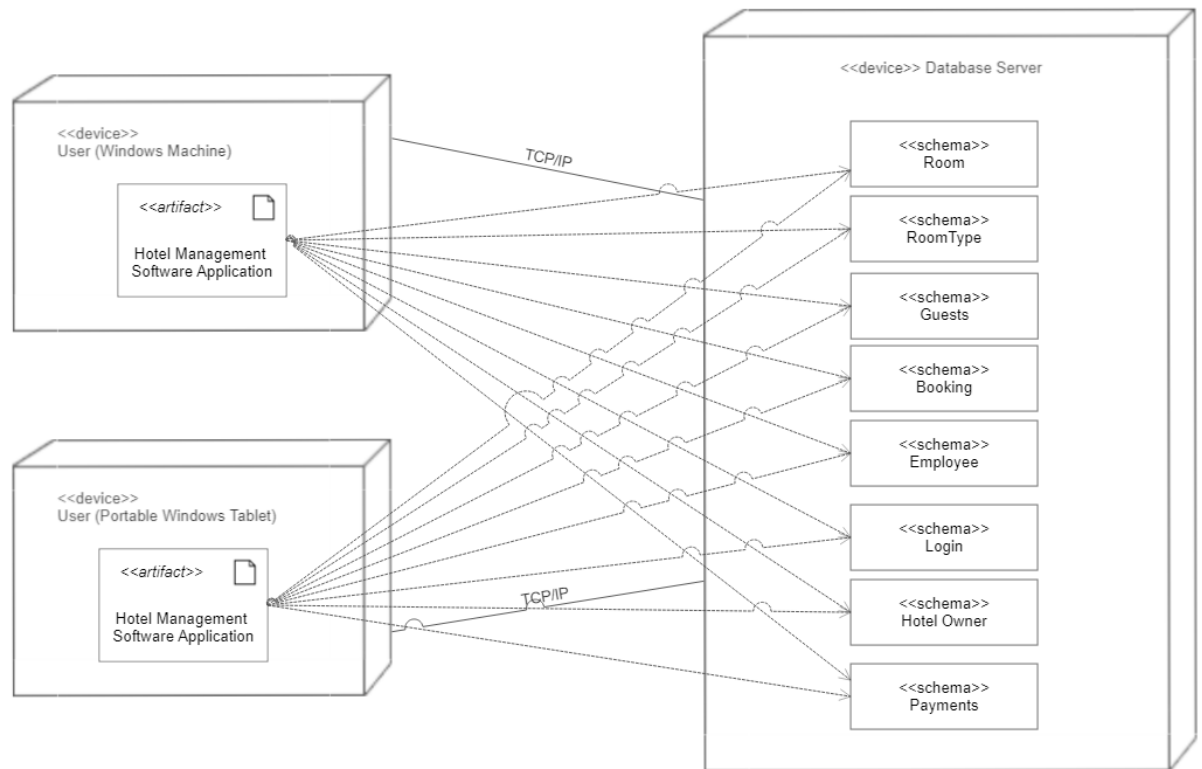 <<device>>
User (Windows Machine)
<<artifact>>
Hotel Management
Software Application
TCP/IP
<<device>>
User (Portable Windows Tablet)
<<artifact>>
Hotel Management
Software Application
TCP/IP
<<device>> Database Server
<<schema>>
Room
<<schema>>
RoomType
<<schema>>
Guests
<<schema>>
Booking
<<schema>>
Employee
<<schema>>
Login
<<schema>>
Hotel Owner
<<schema>>
Payments